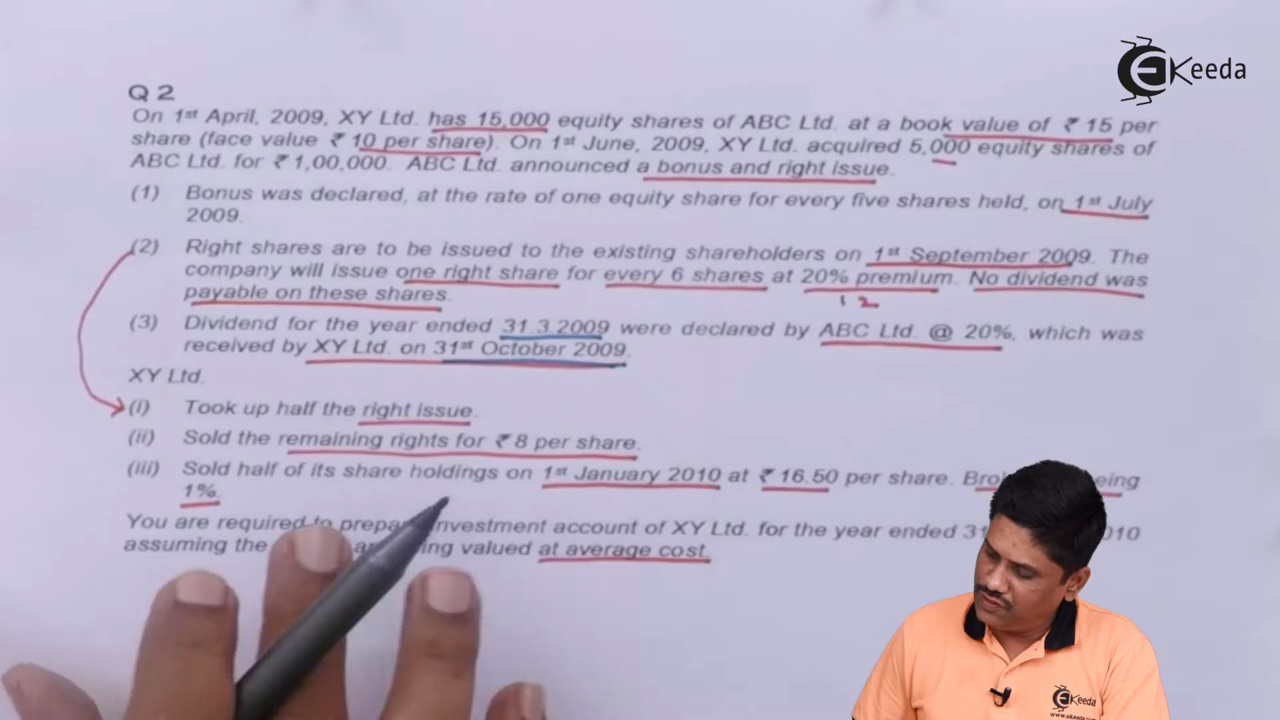 eKeeda
Q 2
On 1st April, 2009, XY Ltd. has 15,000 equity shares of ABC Ltd. at a book value of ₹ 15 per
share (face value ₹ 10 per share). On 1st June, 2009, XY Ltd. acquired 5,000 equity shares of
ABC Ltd. for ₹ 1,00,000. ABC Ltd. announced a bonus and right issue.
(1) Bonus was declared, at the rate of one equity share for every five shares held, on 1st July
2009.
(2) Right shares are to be issued to the existing shareholders on 1st September 2009. The
company will issue one right share for every 6 shares at 20% premium. No dividend was
payable on these shares.
12
(3) Dividend for the year ended 31.3.2009 were declared by ABC Ltd. @ 20%, which was
received by XY Ltd. on 31st October 2009.
XY Ltd.
(i) Took up half the right issue.
(ii) Sold the remaining rights for ₹ 8 per share.
(iii) Sold half of its share holdings on 1st January 2010 at ₹ 16.50 per share.
1%.
You are required to prepare investment account of XY Ltd. for the year ended
assuming the valued at average cost.
eKeeda
www.ekeeda.com